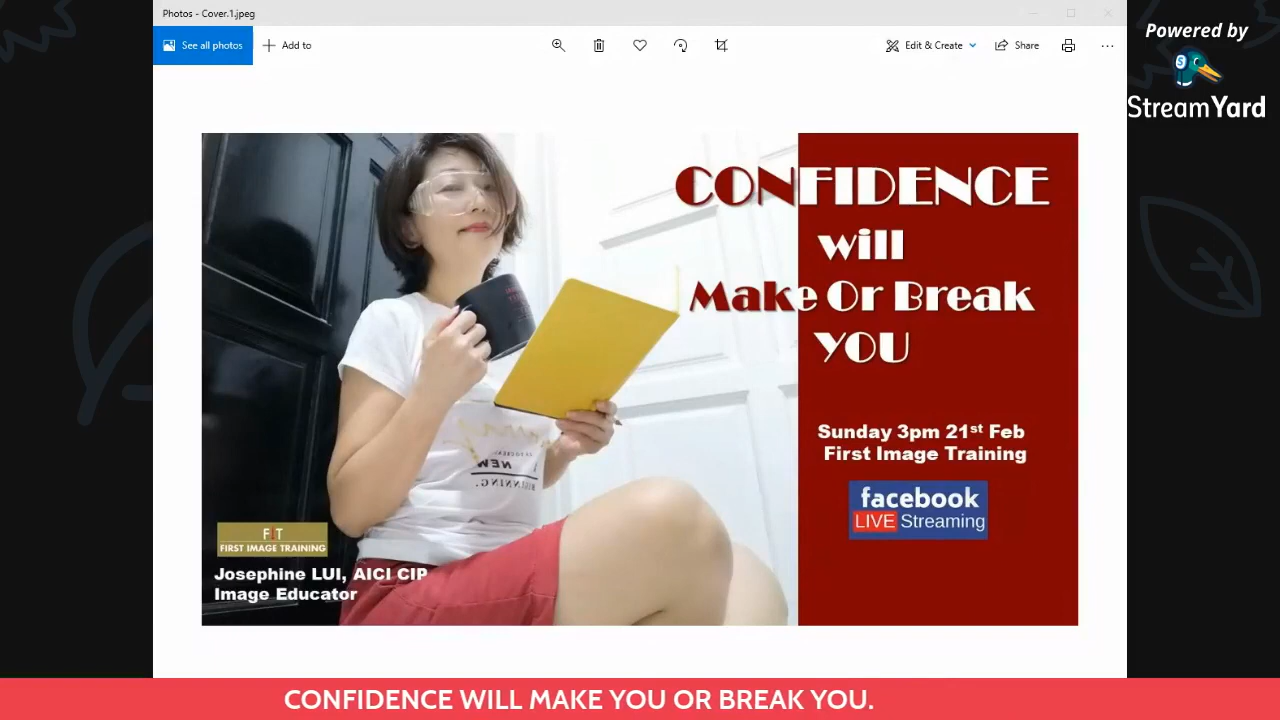 Photos - Cover.1.jpeg
See all photos
Add to
Edit & Create
Share
Powered by
StreamYard
CONFIDENCE
will
Make Or Break
YOU
Sunday 3pm 21st Feb
First Image Training
facebook
LIVE Streaming
NEW
BEGINNING.
FIT
FIRST IMAGE TRAINING
Josephine LUI, AICI CIP
Image Educator
CONFIDENCE WILL MAKE YOU OR BREAK YOU.